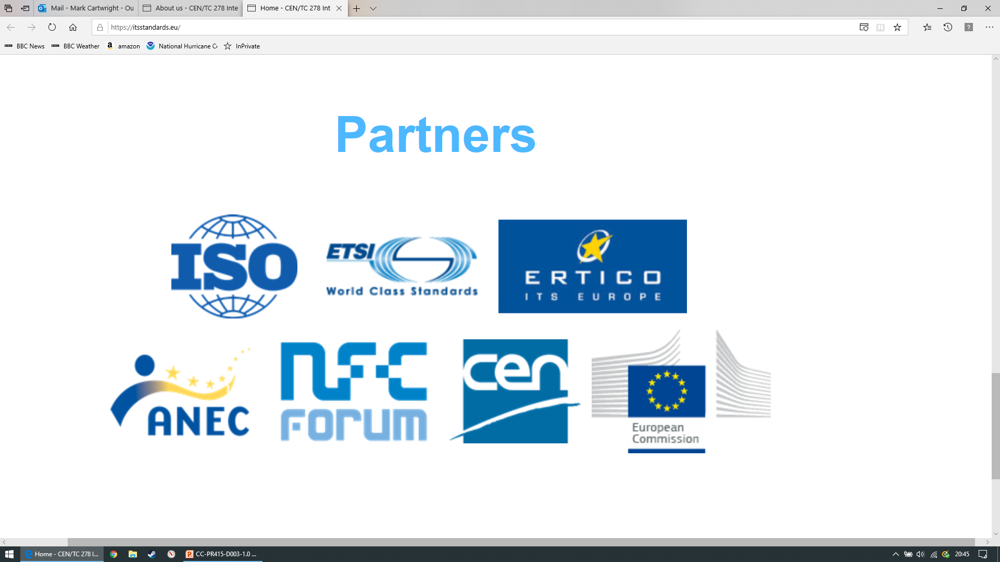 Mail - Mark Cartwright - Ou
About us - CEN/TC 278 Inte
Home - CEN/TC 278 Int
https://itsstandards.eu/
BBC News
BBC Weather
amazon
National Hurricane Ce
InPrivate
Partners
ISO
ETSI
World Class Standards
ERTICO
ITS EUROPE
ANEC
NFC
FORUM
cen
European
Commission
Home - CEN/TC 278 I...
CC-PR415-D003-1.0 ...
20:45